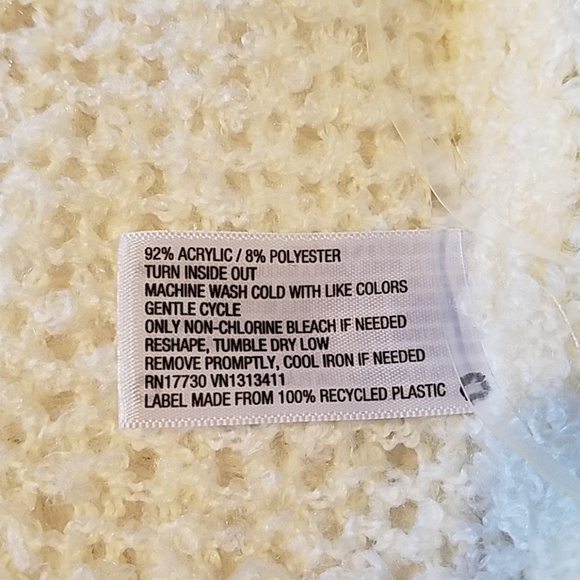 92% ACRYLIC / 8% POLYESTER
TURN INSIDE OUT
MACHINE WASH COLD WITH LIKE COLORS
GENTLE CYCLE
ONLY NON-CHLORINE BLEACH IF NEEDED
RESHAPE, TUMBLE DRY LOW
REMOVE PROMPTLY, COOL IRON IF NEEDED
RN17730 VN1313411
LABEL MADE FROM 100% RECYCLED PLASTIC